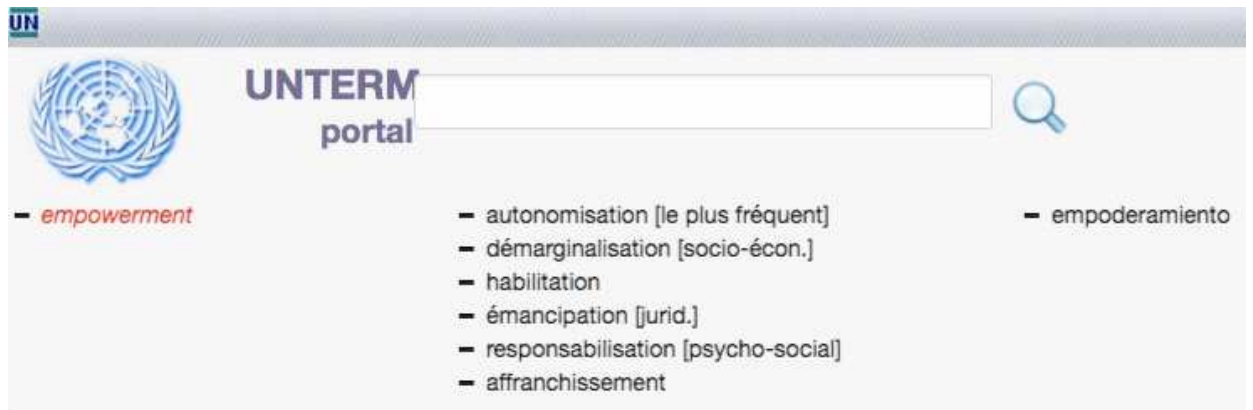 UN
UNTERM
portal
- empowerment
- autonomisation [le plus fréquent]
- empoderamiento
- démarginalisation [socio-écon.]
- habilitation
- émancipation [jurid.]
- responsabilisation [psycho-social]
- affranchissement